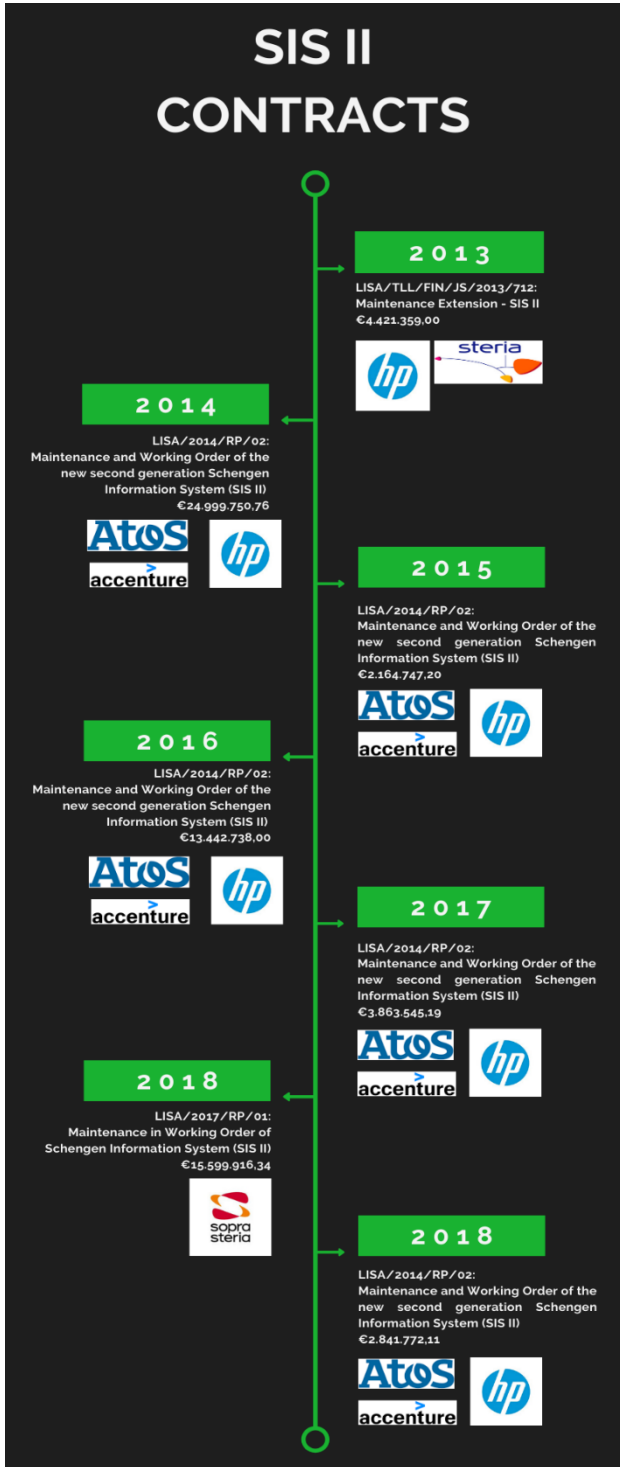 SIS II
CONTRACTS
2013
LISA/TLL/FIN/JS/2013/712:
Maintenance Extension - SIS II
€4.421.359,00
hp
steria
2014
LISA/2014/RP/02:
Maintenance and Working Order of the
new second generation Schengen
Information System (SIS II)
€24.999.750,76
Atos
accenture
hp
2015
LISA/2014/RP/02:
Maintenance and Working Order of the
new second generation Schengen
Information System (SIS II)
€2.164.747,20
Atos
accenture
hp
2016
LISA/2014/RP/02:
Maintenance and Working Order of the
new second generation Schengen
Information System (SIS II)
€13.442.738,00
Atos
accenture
hp
2017
LISA/2014/RP/02:
Maintenance and Working Order of the
new second generation Schengen
Information System (SIS II)
€3.863.545,19
Atos
accenture
hp
2018
LISA/2017/RP/01:
Maintenance in Working Order of
Schengen Information System (SIS II)
€15.599.916,34
sopra
steria
2018
LISA/2014/RP/02:
Maintenance and Working Order of the
new second generation Schengen
Information System (SIS II)
€2.841.772,11
Atos
accenture
hp